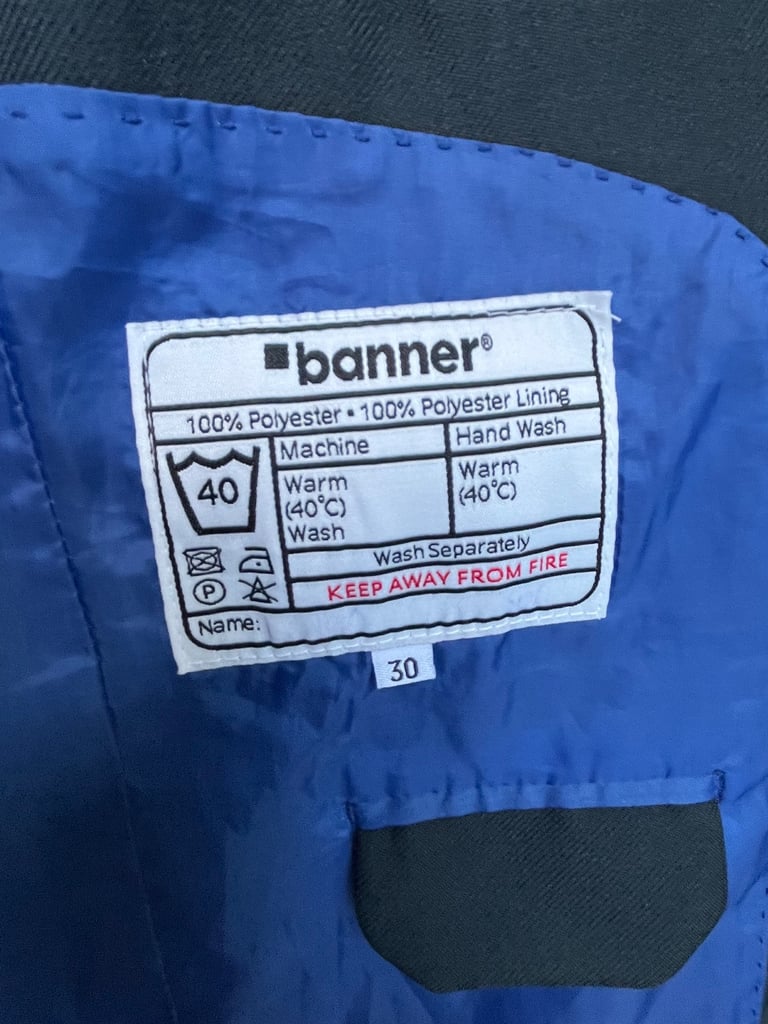 banner®
100% Polyester • 100% Polyester Lining
Machine
Hand Wash
40
Warm
(40°C)
Wash
Warm
(40°C)
P
Wash Separately
KEEP AWAY FROM FIRE
Name:
30